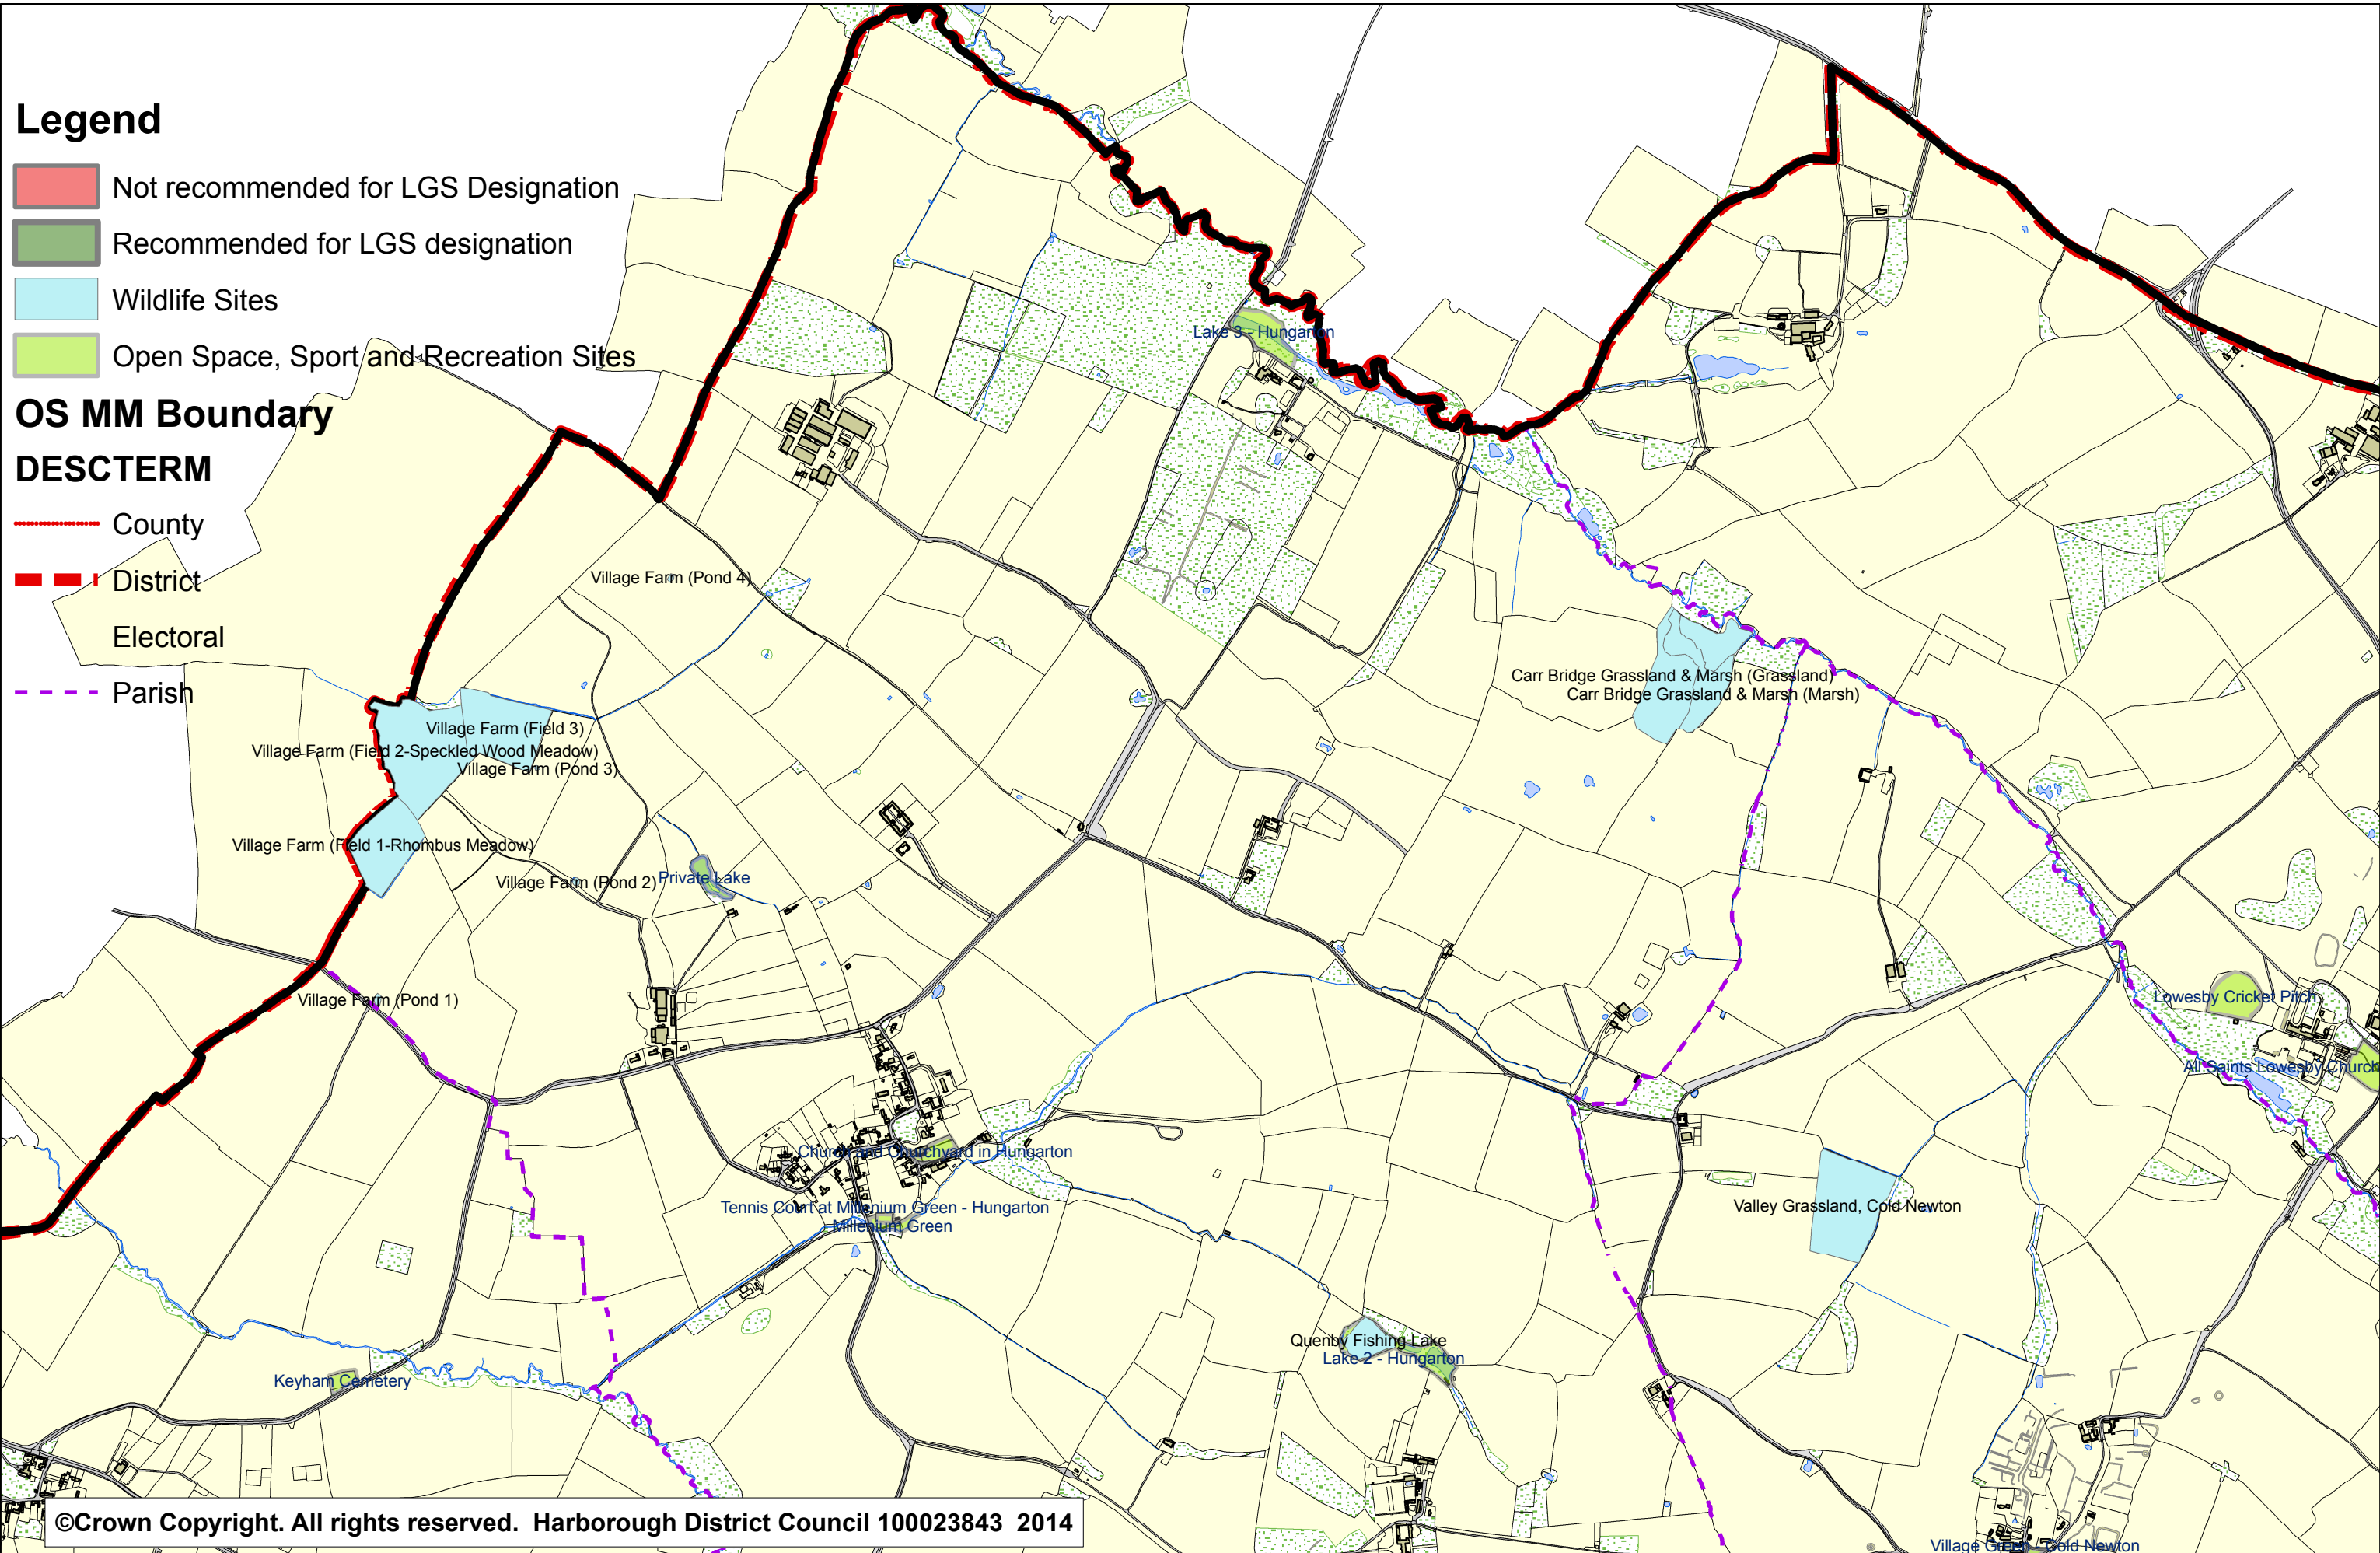 Legend
Not recommended for LGS Designation
Recommended for LGS designation
Wildlife Sites
Open Space, Sport and Recreation Sites
OS MM Boundary
DESCTERM
County
District
Electoral
Parish
Lake 3 - Hungarton
Village Farm (Pond 4)
Carr Bridge Grassland & Marsh (Grassland)
Carr Bridge Grassland & Marsh (Marsh)
Village Farm (Field 3)
Village Farm (Field 2-Speckled Wood Meadow)
Village Farm (Pond 3)
Village Farm (Field 1-Rhombus Meadow)
Village Farm (Pond 2)
Private Lake
Village Farm (Pond 1)
Lowesby Cricket Pitch
All Saints Lowesby Church
Church and Churchyard in Hungarton
Tennis Court at Millenium Green - Hungarton
Millenium Green
Valley Grassland, Cold Newton
Quenby Fishing Lake
Lake 2 - Hungarton
Keyham Cemetery
©Crown Copyright. All rights reserved. Harborough District Council 100023843 2014
Village Green - Cold Newton